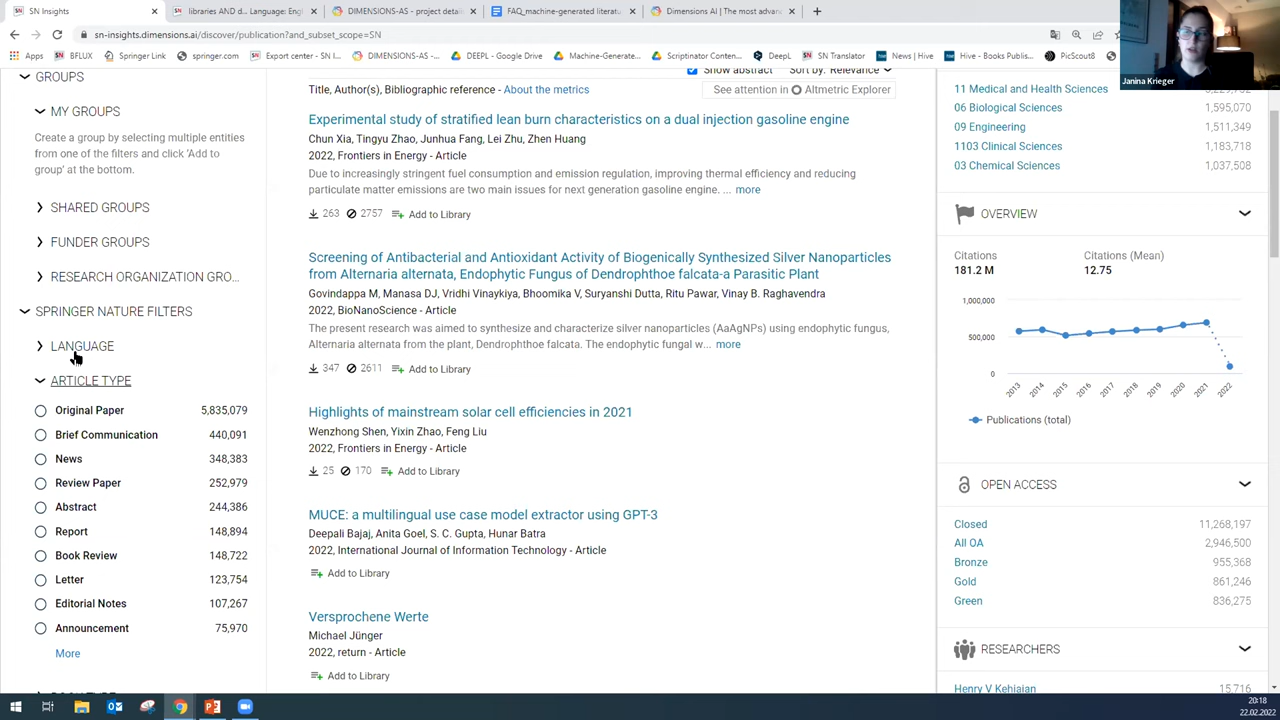 SN Insights
libraries AND d... Language: Eng
DIMENSIONS-AS - project detail
FAQ_machine-generated literatu
Dimensions AI | The most advan
sn-insights.dimensions.ai/discover/publication?and_subset_scope=SN
Apps
BFLUX
Springer Link
springer.com
Export center - SN I...
DIMENSIONS-AS -...
DEEPL - Google Drive
Machine-Generate...
Scriptinator Conten...
DeepL
SN Translator
News | Hive
Hive - Books Publis...
PicScout8
Janina Krieger
GROUPS
MY GROUPS
Create a group by selecting multiple entities
from one of the filters and click 'Add to
group' at the bottom.
SHARED GROUPS
FUNDER GROUPS
RESEARCH ORGANIZATION GRO...
SPRINGER NATURE FILTERS
LANGUAGE
ARTICLE TYPE
Original Paper 5,835,079
Brief Communication 440,091
News 348,383
Review Paper 252,979
Abstract 244,386
Report 148,894
Book Review 148,722
Letter 123,754
Editorial Notes 107,267
Announcement 75,970
More
Show abstract Sort by: Relevance
Title, Author(s), Bibliographic reference - About the metrics
See attention in Altmetric Explorer
Experimental study of stratified lean burn characteristics on a dual injection gasoline engine
Chun Xia, Tingyu Zhao, Junhua Fang, Lei Zhu, Zhen Huang
2022, Frontiers in Energy - Article
Due to increasingly stringent fuel consumption and emission regulation, improving thermal efficiency and reducing
particulate matter emissions are two main issues for next generation gasoline engine. ... more
263 2757 Add to Library
Screening of Antibacterial and Antioxidant Activity of Biogenically Synthesized Silver Nanoparticles
from Alternaria alternata, Endophytic Fungus of Dendrophthoe falcata-a Parasitic Plant
Govindappa M, Manasa DJ, Vridhi Vinaykiya, Bhoomika V, Suryanshi Dutta, Ritu Pawar, Vinay B. Raghavendra
2022, BioNanoScience - Article
The present research was aimed to synthesize and characterize silver nanoparticles (AaAgNPs) using endophytic fungus,
Alternaria alternata from the plant, Dendrophthoe falcata. The endophytic fungal w... more
347 2611 Add to Library
Highlights of mainstream solar cell efficiencies in 2021
Wenzhong Shen, Yixin Zhao, Feng Liu
2022, Frontiers in Energy - Article
25 170 Add to Library
MUCE: a multilingual use case model extractor using GPT-3
Deepali Bajaj, Anita Goel, S. C. Gupta, Hunar Batra
2022, International Journal of Information Technology - Article
Add to Library
Versprochene Werte
Michael Jünger
2022, return - Article
Add to Library
11 Medical and Health Sciences
06 Biological Sciences 1,595,070
09 Engineering 1,511,349
1103 Clinical Sciences 1,183,718
03 Chemical Sciences 1,037,508
OVERVIEW
Citations Citations (Mean)
181.2 M 12.75
1,000,000
500,000
0
2013 2014 2015 2016 2017 2018 2019 2020 2021 2022
Publications (total)
OPEN ACCESS
Closed 11,268,197
All OA 2,946,500
Bronze 955,368
Gold 861,246
Green 836,275
RESEARCHERS
Henry V Kehiaian 15,716
20:18
22.02.2022